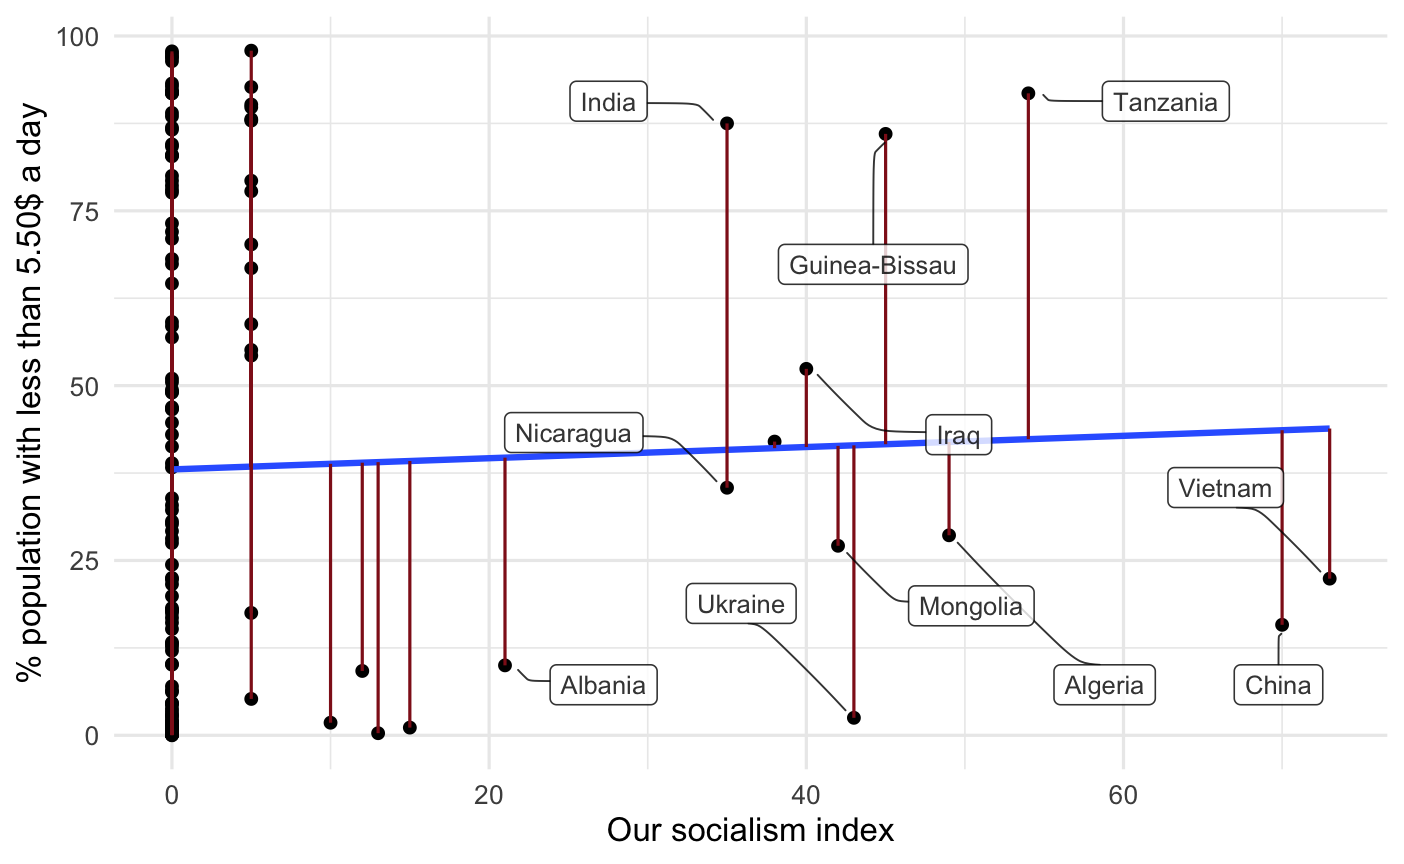 % population with less than 5.50$ a day
100
75
50
25
0
India
Tanzania
Guinea-Bissau
Nicaragua
Iraq
Vietnam
Ukraine
Mongolia
Albania
Algeria
China
0
20
40
60
Our socialism index